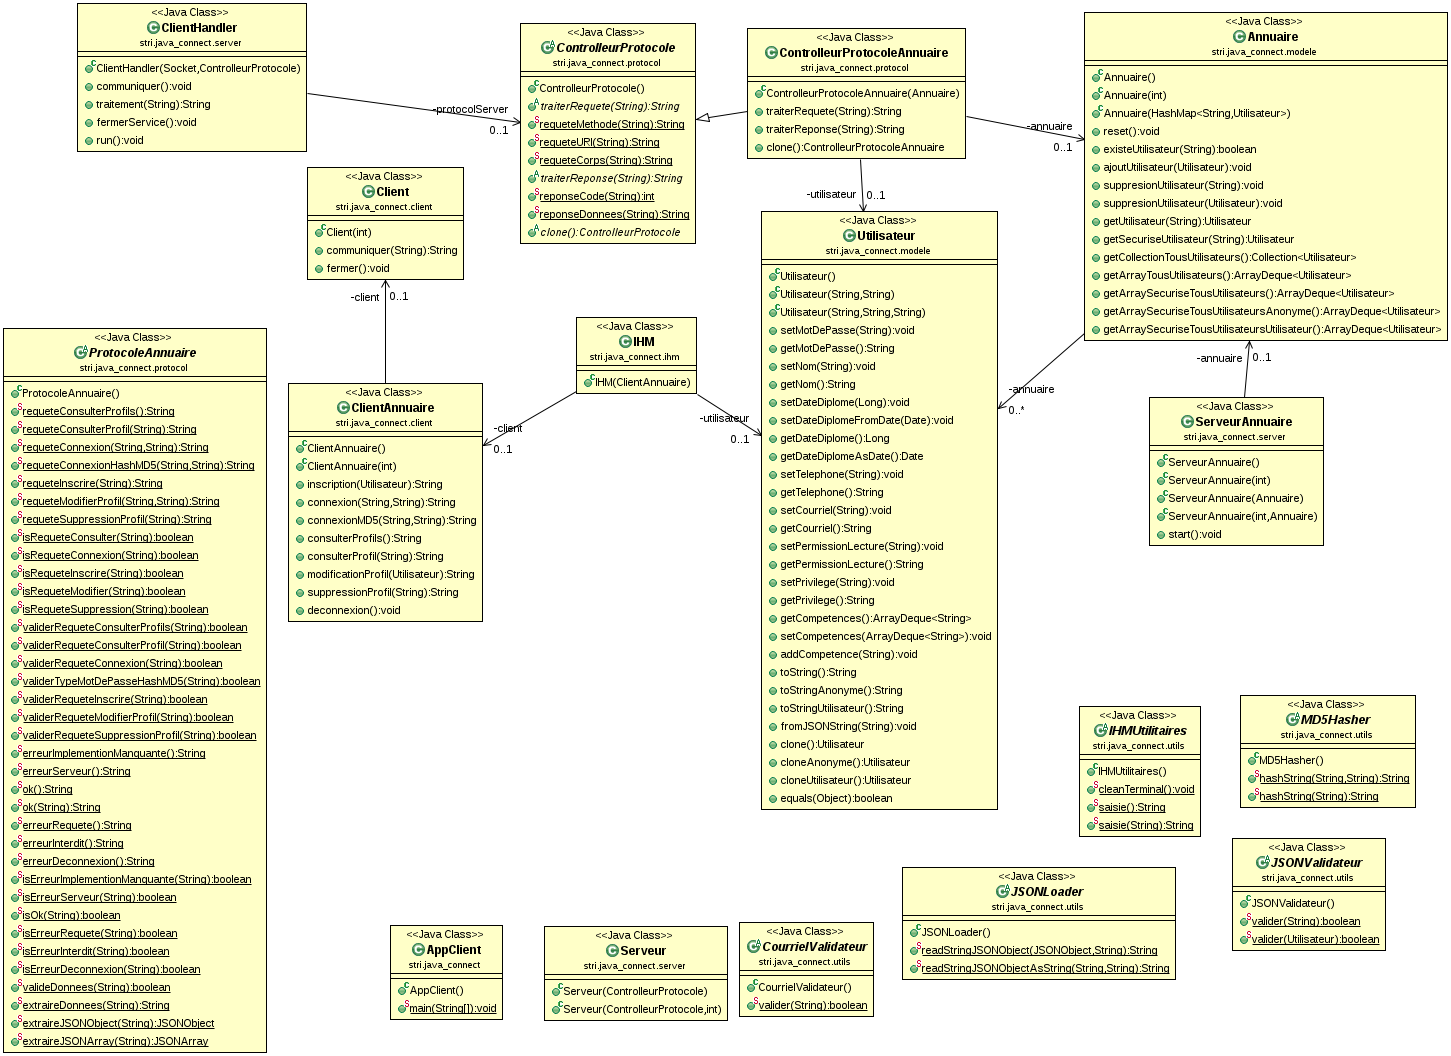 <<Java Class>>
ClientHandler
stri.java_connect.server
ClientHandler(Socket,ControlleurProtocole)
communiquer():void
traitement(String):String
fermerService():void
run():void
-protocolServer
0..1
<<Java Class>>
ControlleurProtocole
stri.java_connect.protocol
ControlleurProtocole()
traiterRequete(String):String
requeteMethode(String):String
requeteURI(String):String
requeteCorps(String):String
traiterReponse(String):String
reponseCode(String):int
reponseDonnees(String):String
clone():ControlleurProtocole
<<Java Class>>
ControlleurProtocoleAnnuaire
stri.java_connect.protocol
ControlleurProtocoleAnnuaire(Annuaire)
traiterRequete(String):String
traiterReponse(String):String
clone():ControlleurProtocoleAnnuaire
-annuaire
0..1
-utilisateur
0..1
<<Java Class>>
Annuaire
stri.java_connect.modele
Annuaire()
Annuaire(int)
Annuaire(HashMap<String,Utilisateur>)
reset():void
existeUtilisateur(String):boolean
ajoutUtilisateur(Utilisateur):void
suppresionUtilisateur(String):void
suppresionUtilisateur(Utilisateur):void
getUtilisateur(String):Utilisateur
getSecuriseUtilisateur(String):Utilisateur
getCollectionTousUtilisateurs():Collection<Utilisateur>
getArrayTousUtilisateurs():ArrayDeque<Utilisateur>
getArraySecuriseTousUtilisateurs():ArrayDeque<Utilisateur>
getArraySecuriseTousUtilisateursAnonyme():ArrayDeque<Utilisateur>
getArraySecuriseTousUtilisateursUtilisateur():ArrayDeque<Utilisateur>
<<Java Class>>
Client
stri.java_connect.client
Client(int)
communiquer(String):String
fermer():void
-client
0..1
<<Java Class>>
Utilisateur
stri.java_connect.modele
Utilisateur()
Utilisateur(String,String)
Utilisateur(String,String,String)
setMotDePasse(String):void
getMotDePasse():String
setNom(String):void
getNom():String
setDateDiplome(Long):void
setDateDiplomeFromDate(Date):void
getDateDiplome():Long
getDateDiplomeAsDate():Date
setTelephone(String):void
getTelephone():String
setCourriel(String):void
getCourriel():String
setPermissionLecture(String):void
getPermissionLecture():String
setPrivilege(String):void
getPrivilege():String
getCompetences():ArrayDeque<String>
setCompetences(ArrayDeque<String>):void
addCompetence(String):void
toString():String
toStringAnonyme():String
toStringUtilisateur():String
fromJSONString(String):void
clone():Utilisateur
cloneAnonyme():Utilisateur
cloneUtilisateur():Utilisateur
equals(Object):boolean
-annuaire
0..*
-annuaire
0..1
<<Java Class>>
ServeurAnnuaire
stri.java_connect.server
ServeurAnnuaire()
ServeurAnnuaire(int)
ServeurAnnuaire(Annuaire)
ServeurAnnuaire(int,Annuaire)
start():void
<<Java Class>>
IHM
stri.java_connect.ihm
IHM(ClientAnnuaire)
-client
0..1
-utilisateur
0..1
<<Java Class>>
ClientAnnuaire
stri.java_connect.client
ClientAnnuaire()
ClientAnnuaire(int)
inscription(Utilisateur):String
connexion(String,String):String
connexionMD5(String,String):String
consulterProfils():String
consulterProfil(String):String
modificationProfil(Utilisateur):String
suppressionProfil(String):String
deconnexion():void
<<Java Class>>
ProtocoleAnnuaire
stri.java_connect.protocol
ProtocoleAnnuaire()
requeteConsulterProfils():String
requeteConsulterProfil(String):String
requeteConnexion(String,String):String
requeteConnexionHashMD5(String,String):String
requeteInscrire(String):String
requeteModifierProfil(String,String):String
requeteSuppressionProfil(String):String
isRequeteConsulter(String):boolean
isRequeteConnexion(String):boolean
isRequeteInscrire(String):boolean
isRequeteModifier(String):boolean
isRequeteSuppression(String):boolean
validerRequeteConsulterProfils(String):boolean
validerRequeteConsulterProfil(String):boolean
validerRequeteConnexion(String):boolean
validerTypeMotDePasseHashMD5(String):boolean
validerRequeteInscrire(String):boolean
validerRequeteModifierProfil(String):boolean
validerRequeteSuppressionProfil(String):boolean
erreurImplementionManquante():String
erreurServeur():String
ok():String
ok(String):String
erreurRequete():String
erreurInterdit():String
erreurDeconnexion():String
isErreurImplementionManquante(String):boolean
isErreurServeur(String):boolean
isOk(String):boolean
isErreurRequete(String):boolean
isErreurInterdit(String):boolean
isErreurDeconnexion(String):boolean
valideDonnees(String):boolean
extraireDonnees(String):String
extraireJSONObject(String):JSONObject
extraireJSONArray(String):JSONArray
<<Java Class>>
AppClient
stri.java_connect
AppClient()
main(String[]):void
<<Java Class>>
Serveur
stri.java_connect.server
Serveur(ControlleurProtocole)
Serveur(ControlleurProtocole,int)
<<Java Class>>
CourrielValidateur
stri.java_connect.utils
CourrielValidateur()
valider(String):boolean
<<Java Class>>
JSONLoader
stri.java_connect.utils
JSONLoader()
readStringJSONObject(JSONObject,String):String
readStringJSONObjectAsString(String,String):String
<<Java Class>>
IHMUtilitaires
stri.java_connect.utils
IHMUtilitaires()
cleanTerminal():void
saisie():String
saisie(String):String
<<Java Class>>
MD5Hasher
stri.java_connect.utils
MD5Hasher()
hashString(String,String):String
hashString(String):String
<<Java Class>>
JSONValidateur
stri.java_connect.utils
JSONValidateur()
valider(String):boolean
valider(Utilisateur):boolean